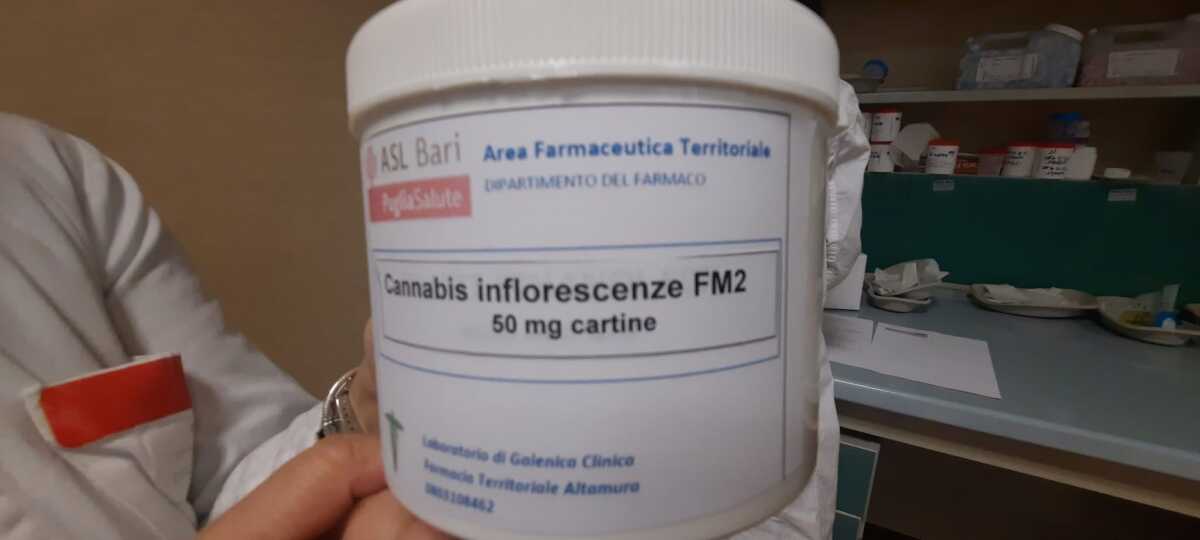 ASL Bari
PugliaSalute
Area Farmaceutica Territoriale
DIPARTIMENTO DEL FARMACO
Cannabis inflorescenze FM2
50 mg cartine
Laboratorio di Galenica Clinica
Farmacia Territoriale Altamura
0803108462